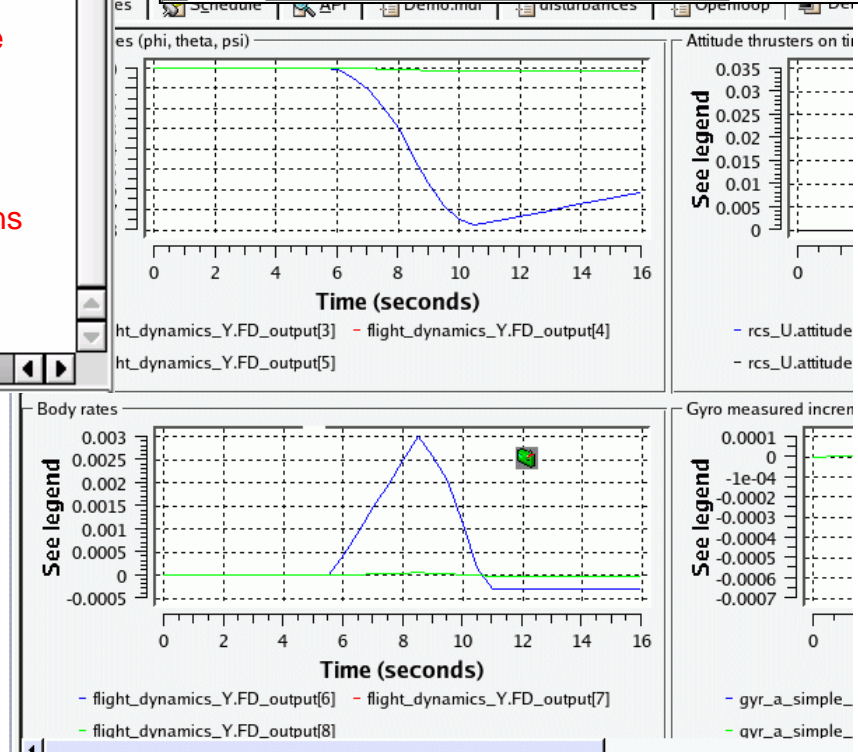 es
Schedule
API
Demo.mdl
disturbances
Openloop
e
ns
es (phi, theta, psi)
0
2
4
6
8
10
12
14
16
Time (seconds)
ht_dynamics_Y.FD_output[3] - flight_dynamics_Y.FD_output[4]
ht_dynamics_Y.FD_output[5]
Attitude thrusters on ti
See legend
0.035
0.03
0.025
0.02
0.015
0.01
0.005
0
0
- rcs_U.attitude
- rcs_U.attitude
Body rates
See legend
0.003
0.0025
0.002
0.0015
0.001
0.0005
0
-0.0005
0
2
4
6
8
10
12
14
16
Time (seconds)
- flight_dynamics_Y.FD_output[6] - flight_dynamics_Y.FD_output[7]
- flight_dynamics_Y.FD_output[8]
Gyro measured increm
See legend
0.0001
0
-1e-04
-0.0002
-0.0003
-0.0004
-0.0005
-0.0006
-0.0007
0
- gyr_a_simple_
- gyr_a_simple_